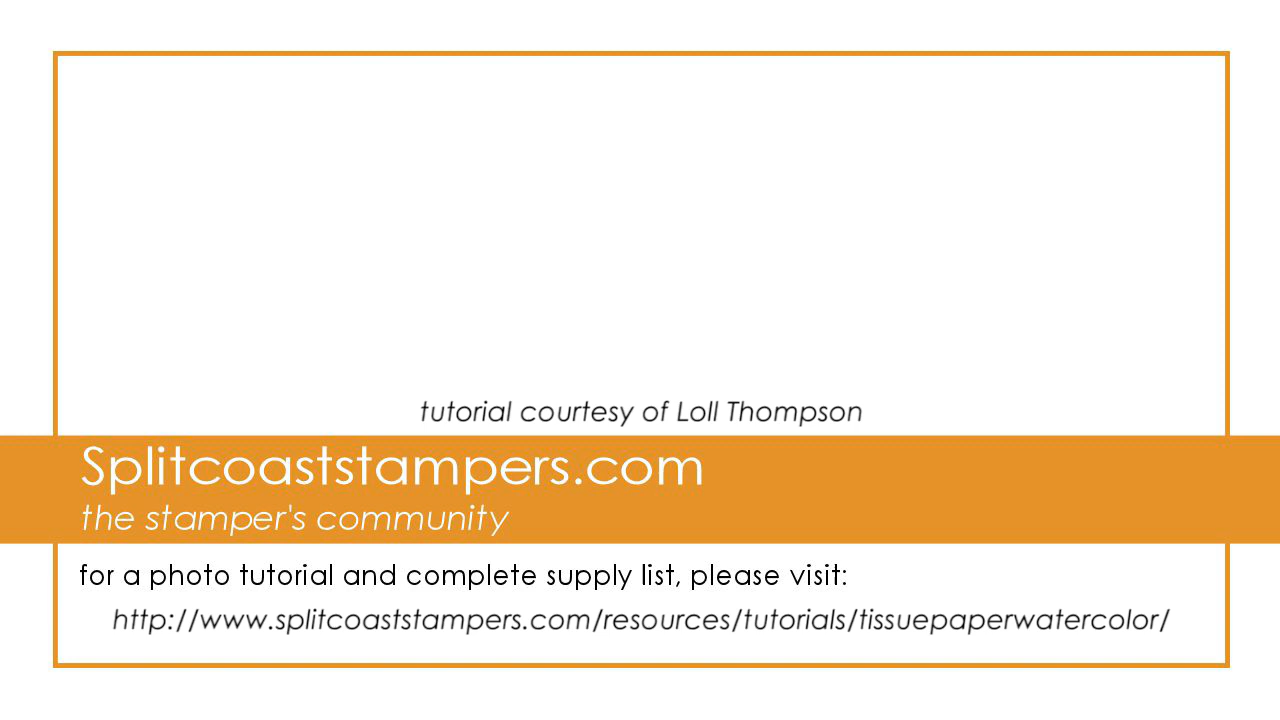 tutorial courtesy of Loll Thompson
Splitcoaststampers.com
the stamper's community
for a photo tutorial and complete supply list, please visit:
http://www.splitcoaststampers.com/resources/tutorials/tissuepaperwatercolor/